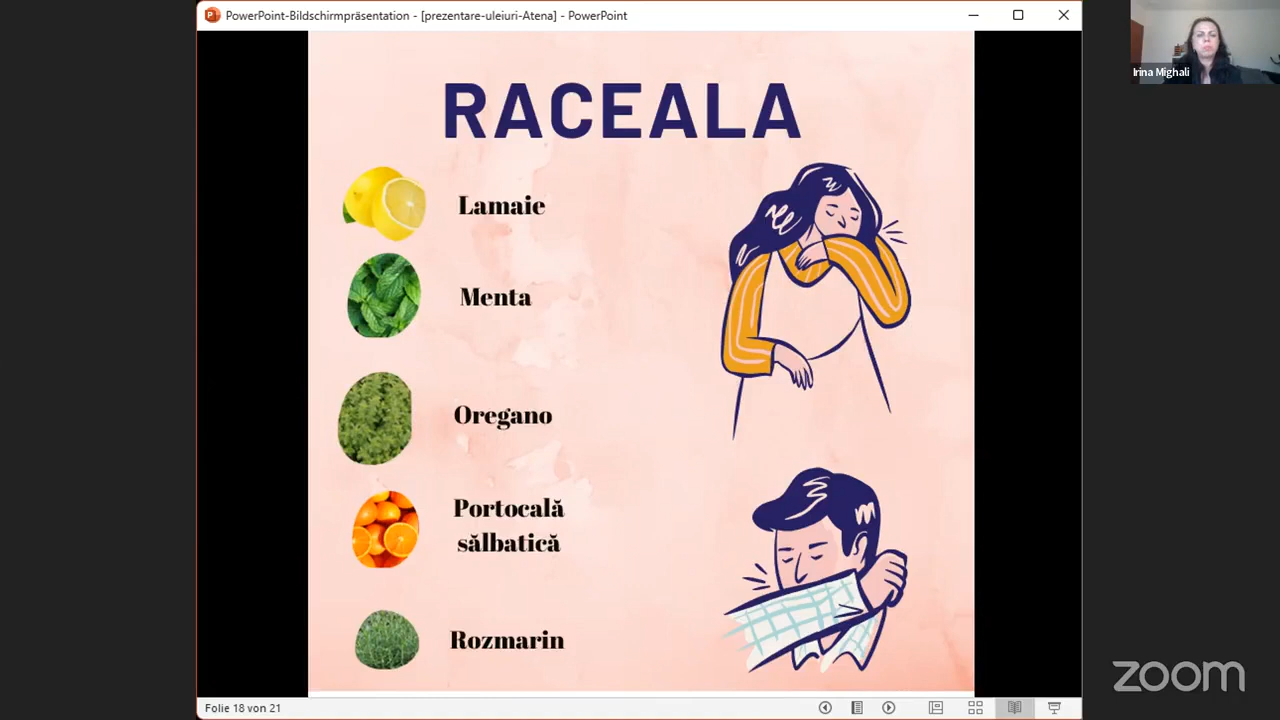 PowerPoint-Bildschirmpräsentation - [prezentare-uleiuri-Atena] - PowerPoint
Irina Mighali
RACEALA
Lamaie
Menta
Oregano
Portocală
sălbatică
Rozmarin
Folie 18 von 21
zoom